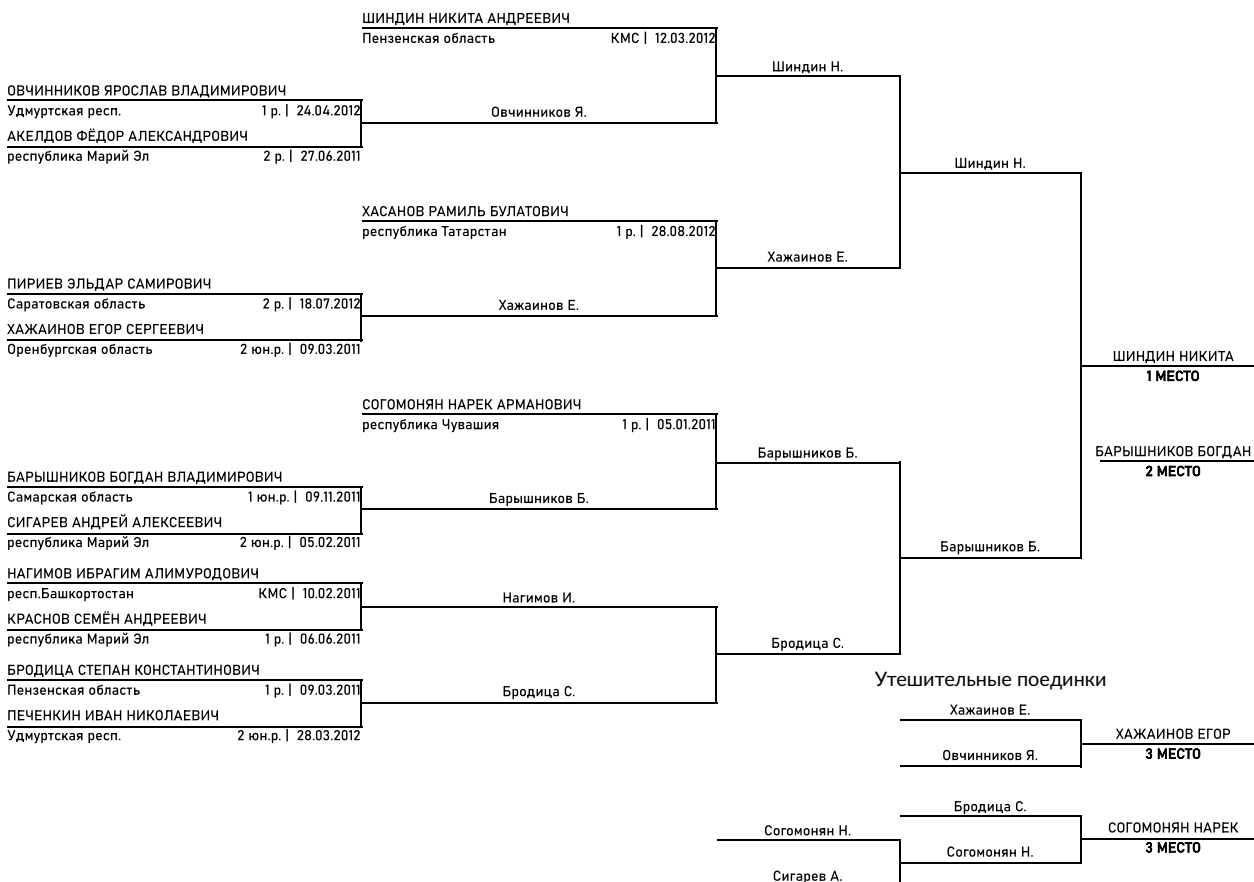 ШИНДИН НИКИТА АНДРЕЕВИЧ
Пензенская область КМС | 12.03.2012
Шиндин Н.
ОВЧИННИКОВ ЯРОСЛАВ ВЛАДИМИРОВИЧ
Удмуртская респ. 1 р. | 24.04.2012
Овчинников Я.
АКЕЛДОВ ФЁДОР АЛЕКСАНДРОВИЧ
республика Марий Эл 2 р. | 27.06.2011
Шиндин Н.
ХАСАНОВ РАМИЛЬ БУЛАТОВИЧ
республика Татарстан 1 р. | 28.08.2012
Хажаинов Е.
ПИРИЕВ ЭЛЬДАР САМИРОВИЧ
Саратовская область 2 р. | 18.07.2012
Хажаинов Е.
ХАЖАИНОВ ЕГОР СЕРГЕЕВИЧ
Оренбургская область 2 юн.р. | 09.03.2011
ШИНДИН НИКИТА
1 МЕСТО
СОГОМОНЯН НАРЕК АРМАНОВИЧ
республика Чувашия 1 р. | 05.01.2011
Барышников Б.
БАРЫШНИКОВ БОГДАН
2 МЕСТО
БАРЫШНИКОВ БОГДАН ВЛАДИМИРОВИЧ
Самарская область 1 юн.р. | 09.11.2011
Барышников Б.
СИГАРЕВ АНДРЕЙ АЛЕКСЕЕВИЧ
республика Марий Эл 2 юн.р. | 05.02.2011
Барышников Б.
НАГИМОВ ИБРАГИМ АЛИМУРОДОВИЧ
респ.Башкортостан КМС | 10.02.2011
Нагимов И.
КРАСНОВ СЕМЁН АНДРЕЕВИЧ
республика Марий Эл 1 р. | 06.06.2011
Бродица С.
БРОДИЦА СТЕПАН КОНСТАНТИНОВИЧ
Пензенская область 1 р. | 09.03.2011
Бродица С.
ПЕЧЕНКИН ИВАН НИКОЛАЕВИЧ
Удмуртская респ. 2 юн.р. | 28.03.2012
Утешительные поединки
Хажаинов Е.
ХАЖАИНОВ ЕГОР
3 МЕСТО
Овчинников Я.
Бродица С.
СОГОМОНЯН НАРЕК
3 МЕСТО
Согомонян Н.
Согомонян Н.
Сигарев А.